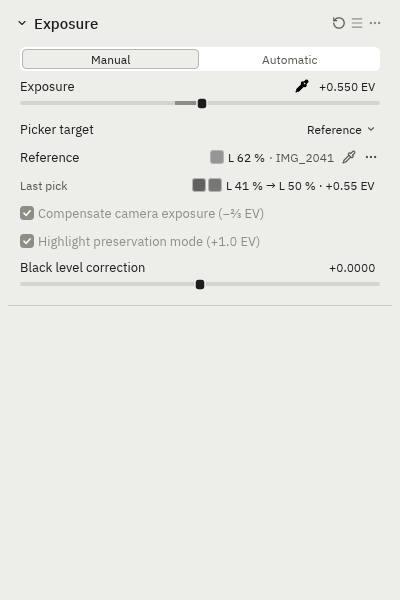 Exposure
Manual Automatic
Exposure +0.550 EV
Picker target Reference
Reference L 62 % · IMG_2041
Last pick L 41 % → L 50 % · +0.55 EV
Compensate camera exposure (−⅔ EV)
Highlight preservation mode (+1.0 EV)
Black level correction +0.0000